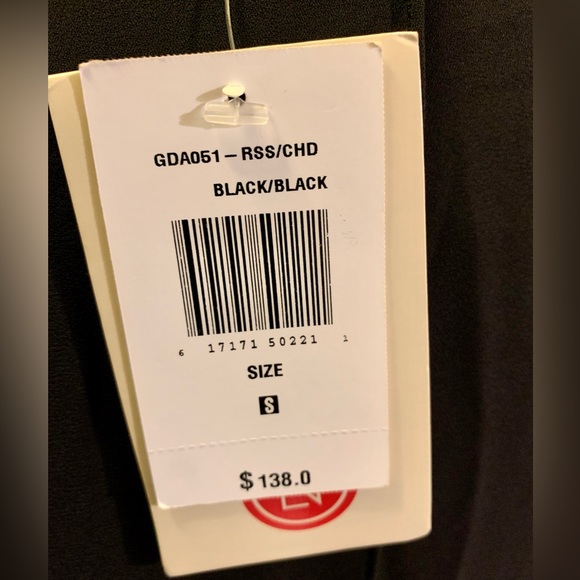 GDA051 – RSS/CHD
BLACK/BLACK
6 17171 50221 1
SIZE
S
$138.0